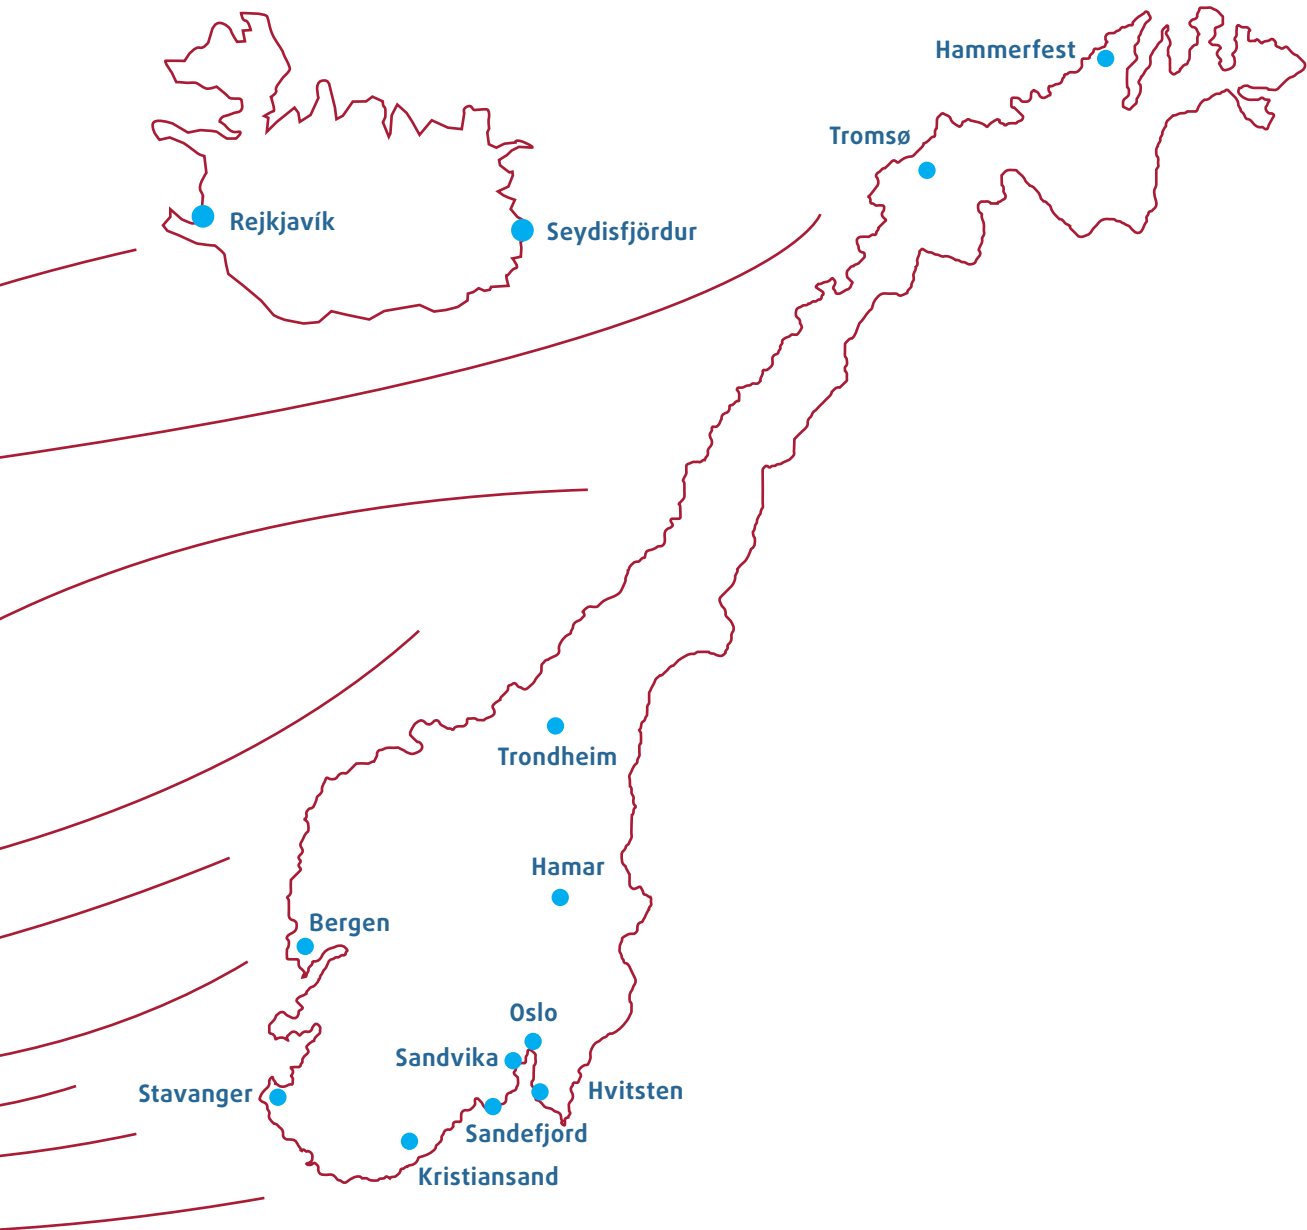 Hammerfest
Tromsø
Rejkjavík
Seydisfjördur
Trondheim
Hamar
Bergen
Oslo
Sandvika
Stavanger
Hvitsten
Sandefjord
Kristiansand